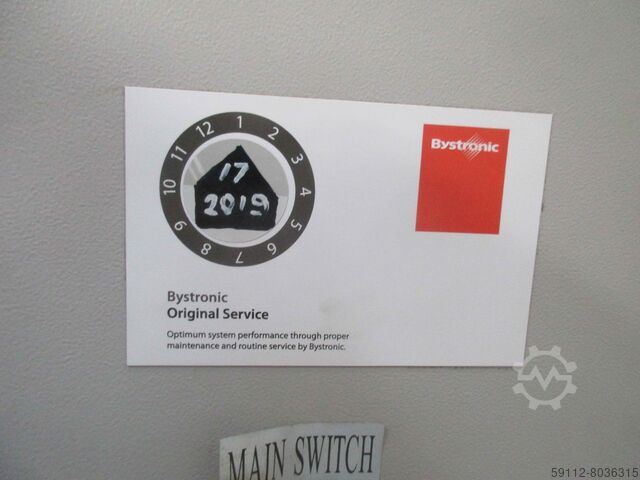 12 1 2 3 4 5 6 7 8 9 10 11
17
2019
Bystronic
Bystronic
Original Service
Optimum system performance through proper
maintenance and routine service by Bystronic.
MAIN SWITCH
59112-8036315